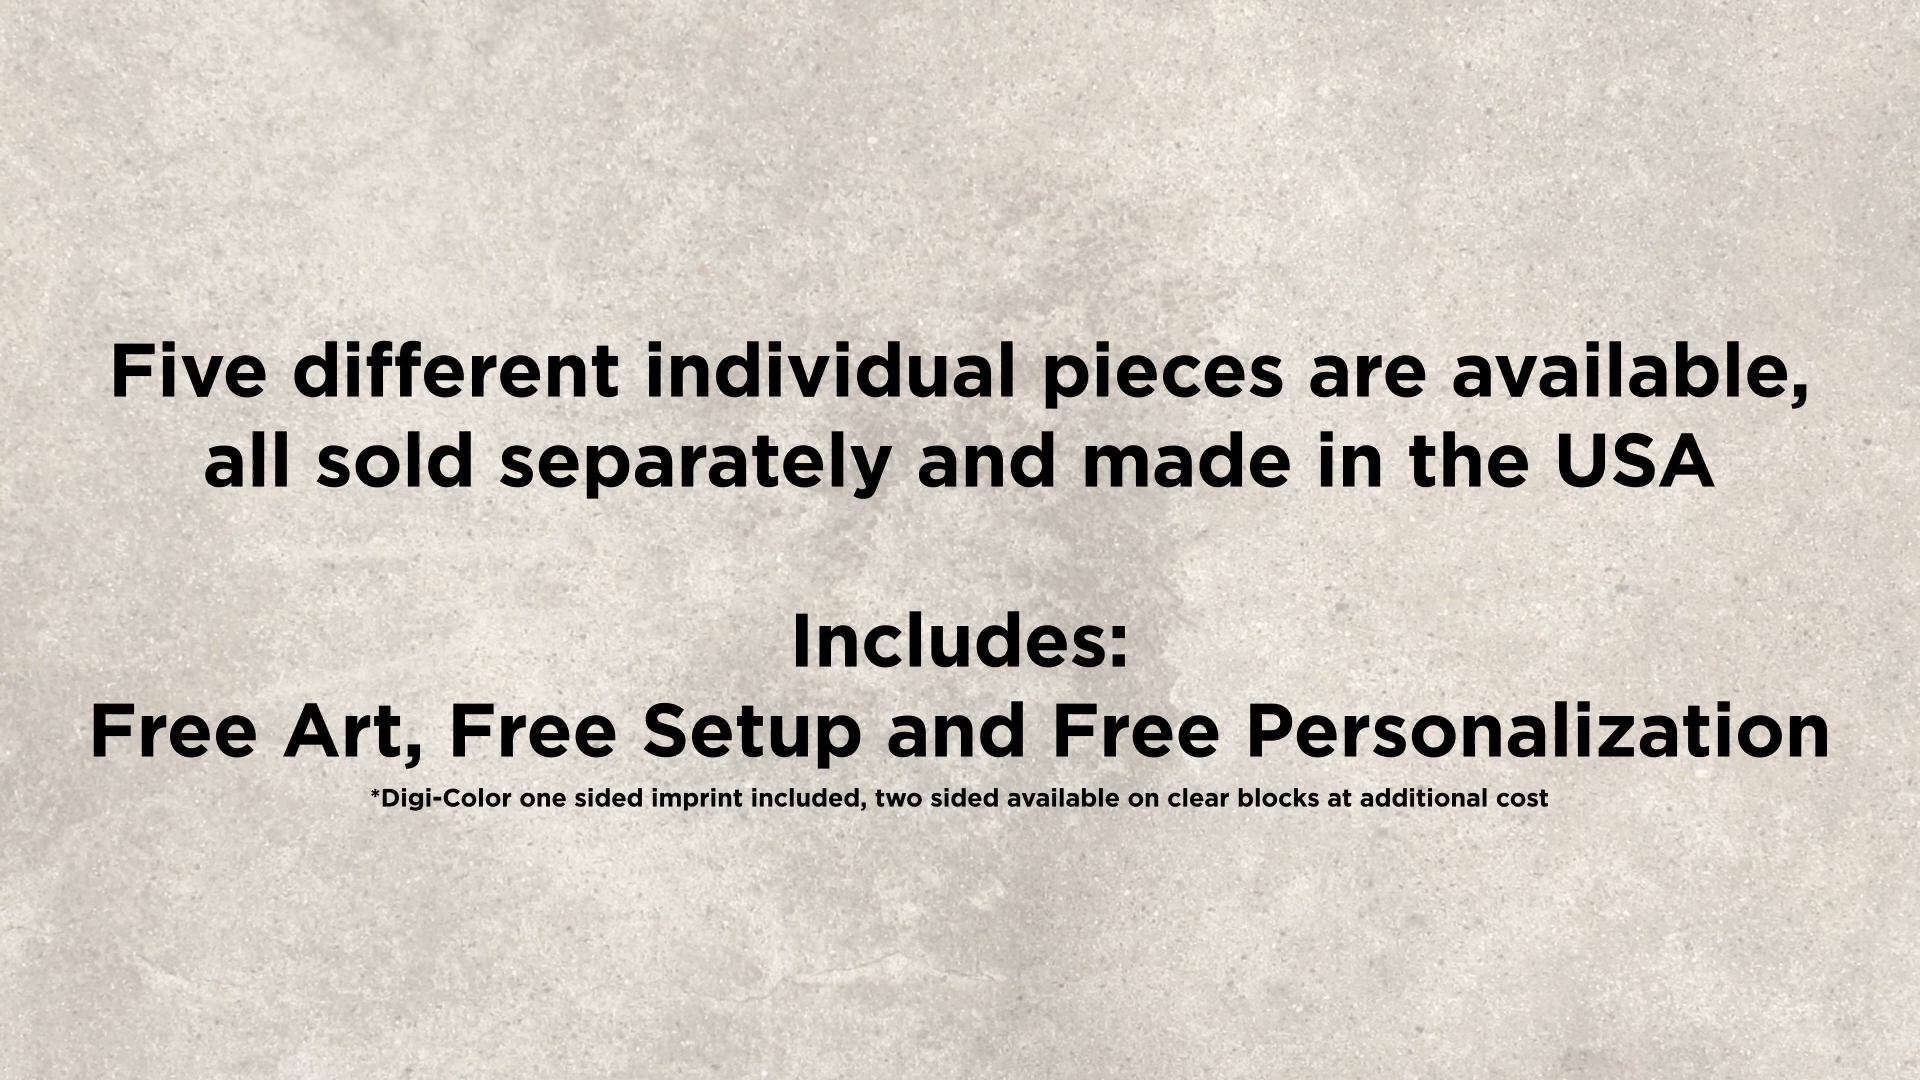 Five different individual pieces are available,
all sold separately and made in the USA
Includes:
Free Art, Free Setup and Free Personalization
*Digi-Color one sided imprint included, two sided available on clear blocks at additional cost